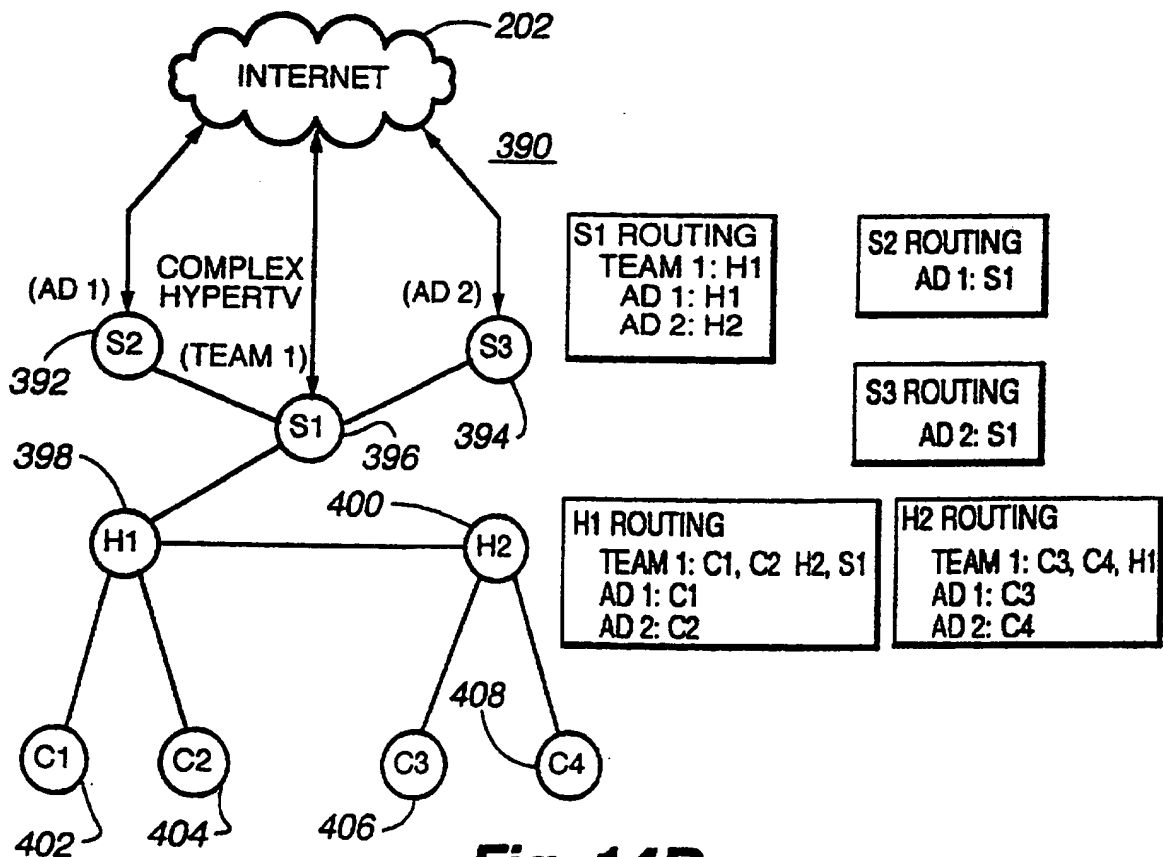 202
INTERNET
390
COMPLEX
HYPERTV
(AD 1)
(AD 2)
(TEAM 1)
S2
S3
S1
392
394
396
398
400
H1
H2
C1
C2
C3
C4
402
404
406
408
S1 ROUTING
TEAM 1: H1
AD 1: H1
AD 2: H2
S2 ROUTING
AD 1: S1
S3 ROUTING
AD 2: S1
H1 ROUTING
TEAM 1: C1, C2 H2, S1
AD 1: C1
AD 2: C2
H2 ROUTING
TEAM 1: C3, C4, H1
AD 1: C3
AD 2: C4